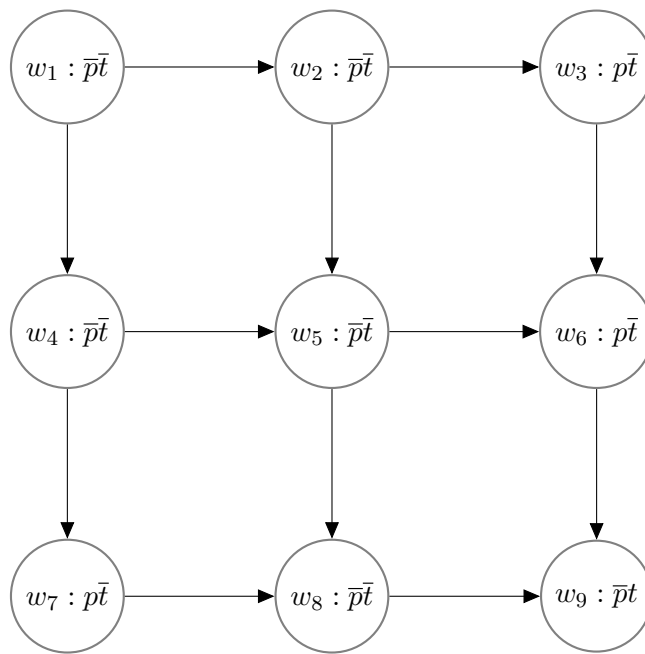 w₁ : p̅t̅
w₂ : p̅t̅
w₃ : pt̅
w₄ : p̅t̅
w₅ : p̅t̅
w₆ : pt̅
w₇ : pt̅
w₈ : p̅t̅
w₉ : p̅t